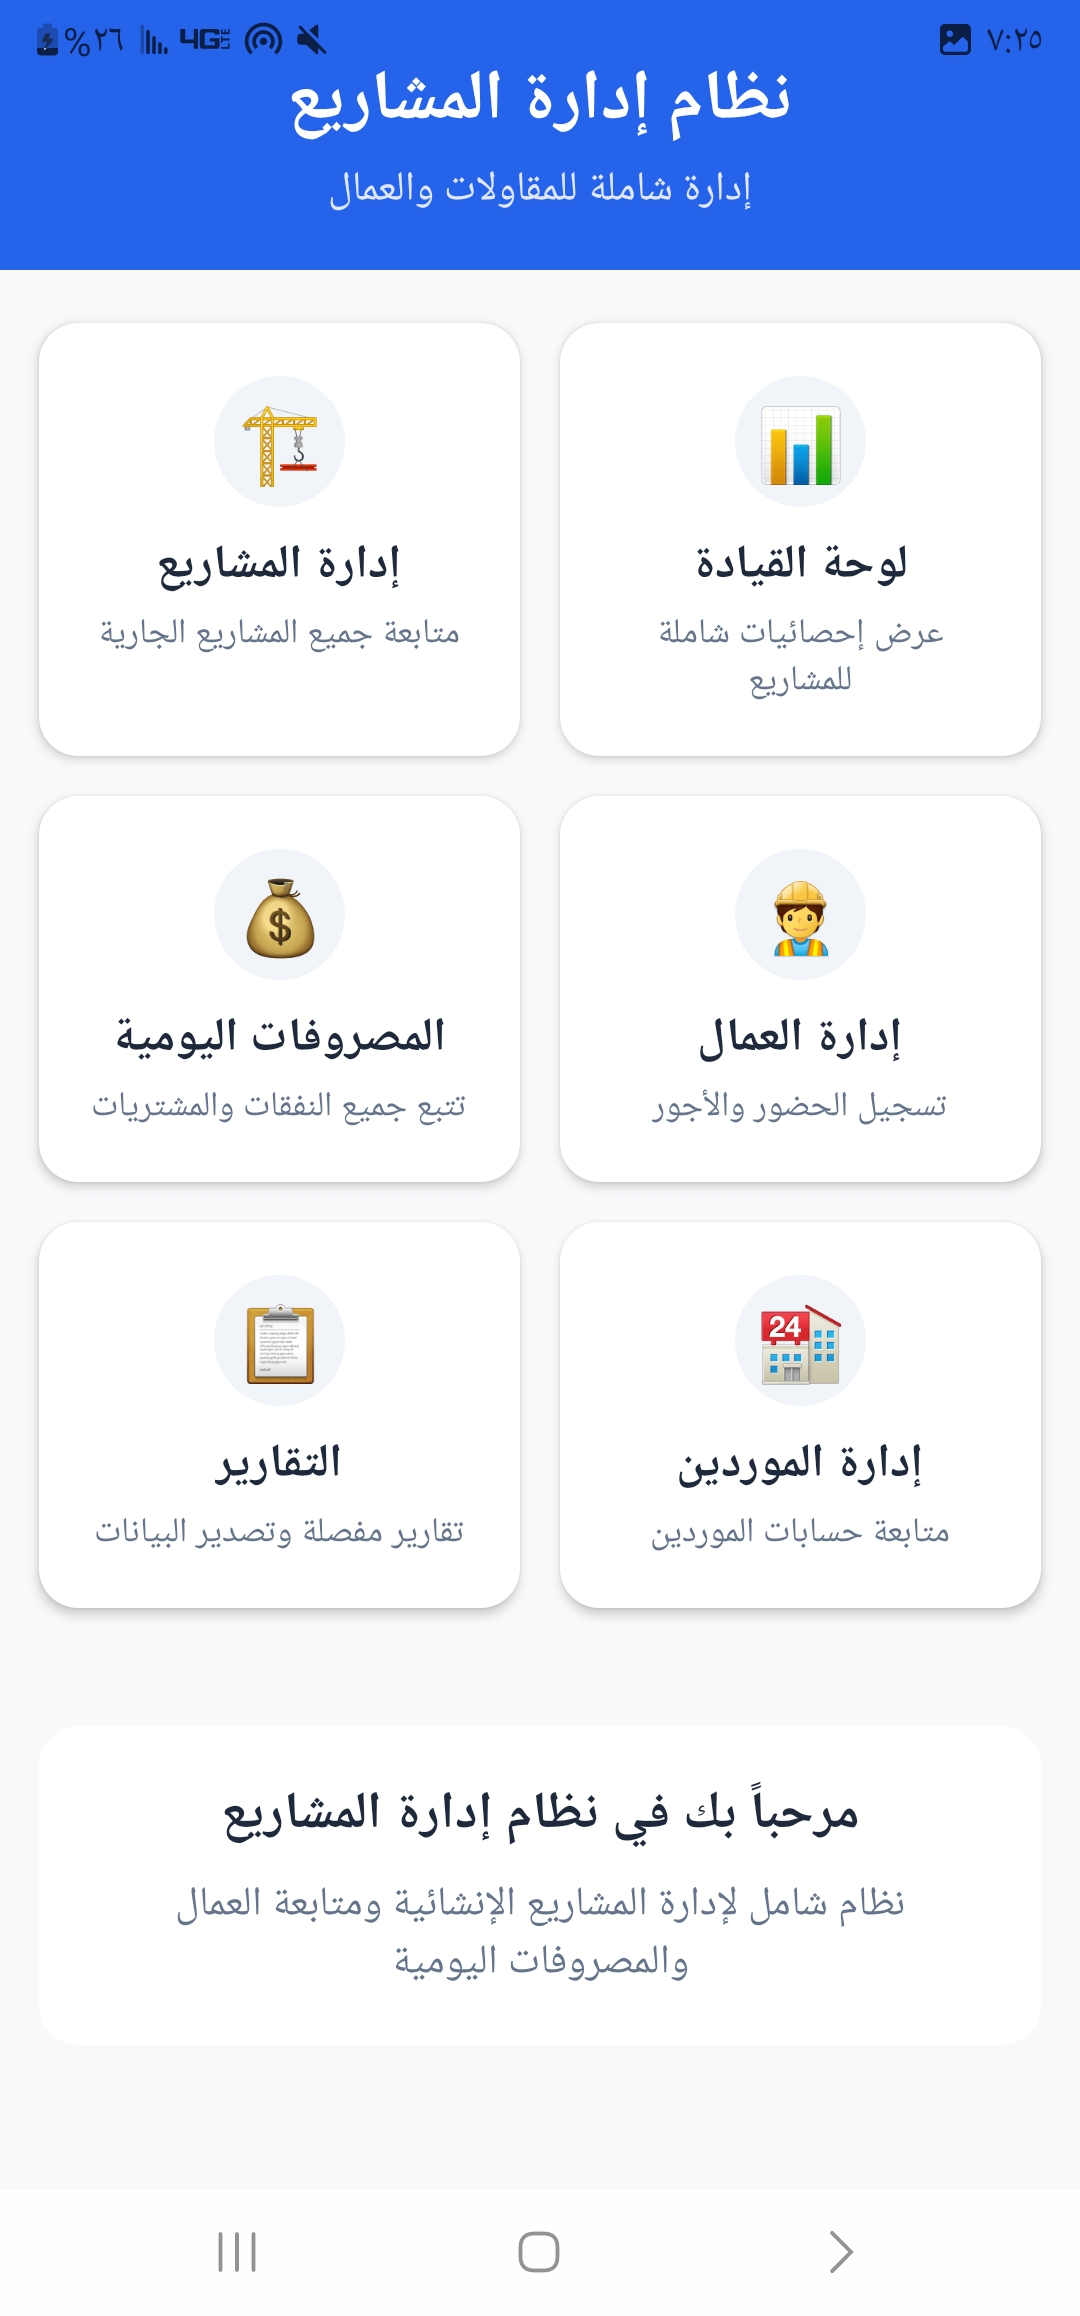 ٧:٢٥
٪٢٦ 4G LTE
نظام إدارة المشاريع
إدارة شاملة للمقاولات والعمال
لوحة القيادة
عرض إحصائيات شاملة
للمشاريع
إدارة المشاريع
متابعة جميع المشاريع الجارية
إدارة العمال
تسجيل الحضور والأجور
المصروفات اليومية
تتبع جميع النفقات والمشتريات
24
إدارة الموردين
متابعة حسابات الموردين
التقارير
تقارير مفصلة وتصدير البيانات
مرحباً بك في نظام إدارة المشاريع
نظام شامل لإدارة المشاريع الإنشائية ومتابعة العمال
والمصروفات اليومية